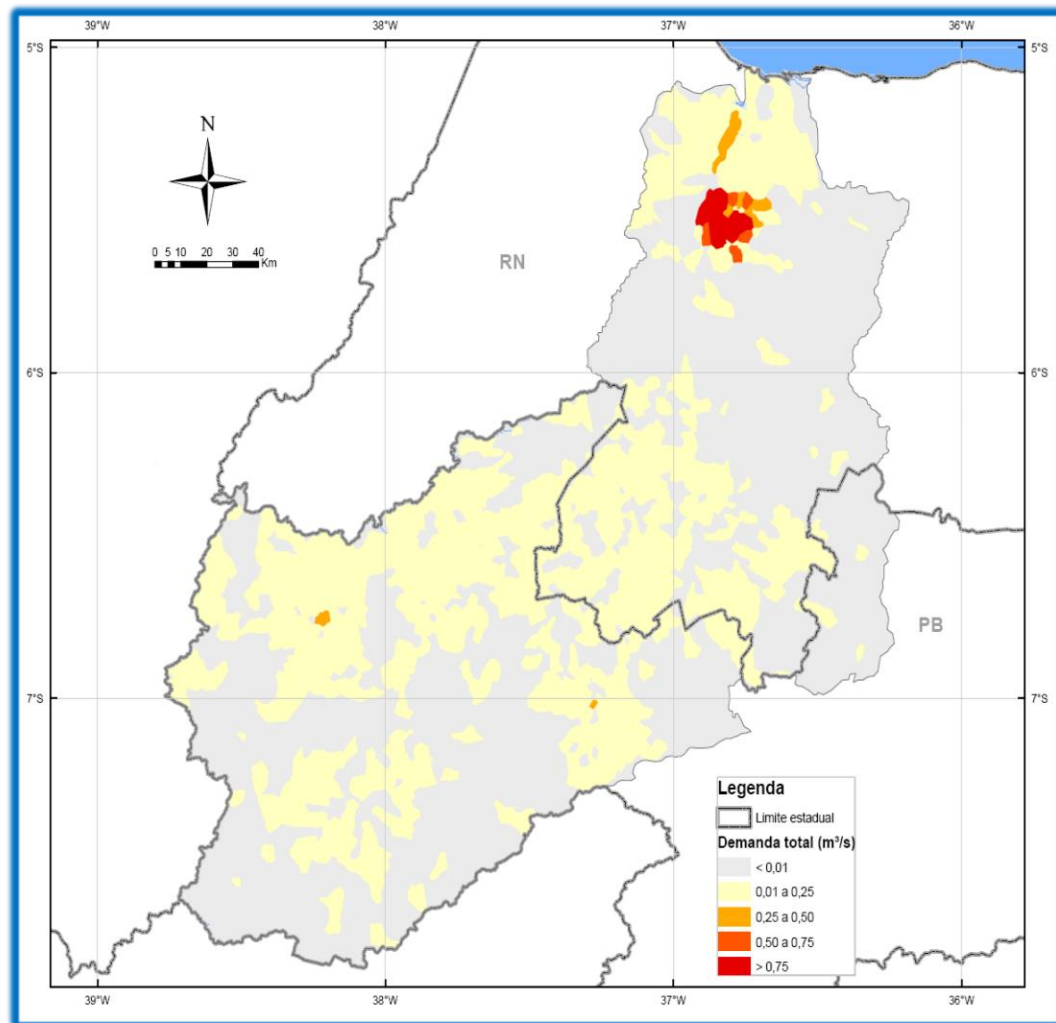 39°W 38°W 37°W 36°W
5°S 5°S
N
0 5 10 20 30 40
Km
RN
6°S 6°S
PB
7°S 7°S
Legenda
Limite estadual
Demanda total (m³/s)
< 0,01
0,01 a 0,25
0,25 a 0,50
0,50 a 0,75
> 0,75
39°W 38°W 37°W 36°W